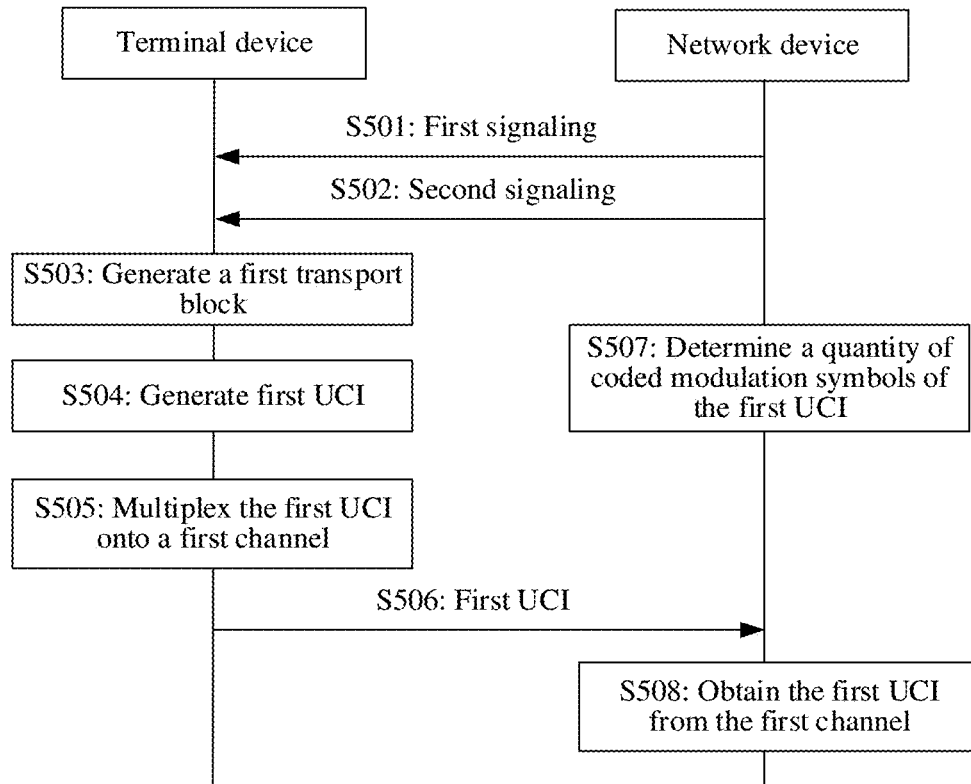 Terminal device
Network device
S501: First signaling
S502: Second signaling
S503: Generate a first transport
block
S507: Determine a quantity of
coded modulation symbols of
the first UCI
S504: Generate first UCI
S505: Multiplex the first UCI
onto a first channel
S506: First UCI
S508: Obtain the first UCI
from the first channel